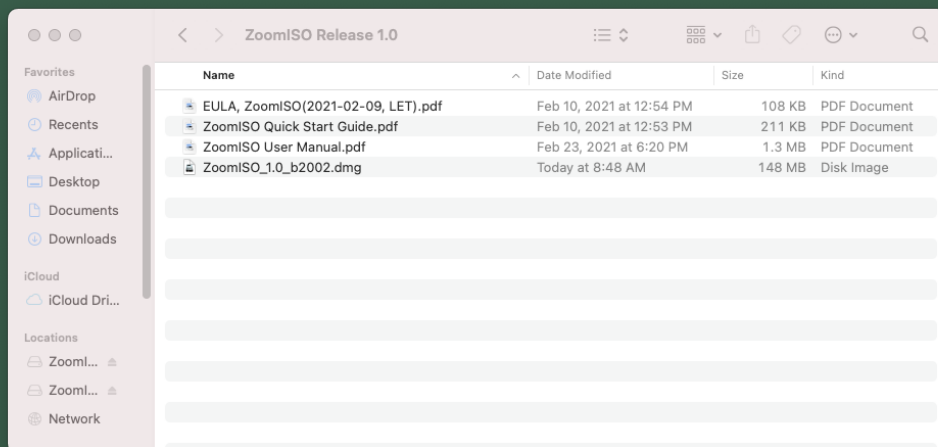 ZoomISO Release 1.0
Favorites
AirDrop
Recents
Applicati...
Desktop
Documents
Downloads
iCloud
iCloud Dri...
Locations
ZoomI...
ZoomI...
Network
Name Date Modified Size Kind
EULA, ZoomISO(2021-02-09, LET).pdf Feb 10, 2021 at 12:54 PM 108 KB PDF Document
ZoomISO Quick Start Guide.pdf Feb 10, 2021 at 12:53 PM 211 KB PDF Document
ZoomISO User Manual.pdf Feb 23, 2021 at 6:20 PM 1.3 MB PDF Document
ZoomISO_1.0_b2002.dmg Today at 8:48 AM 148 MB Disk Image